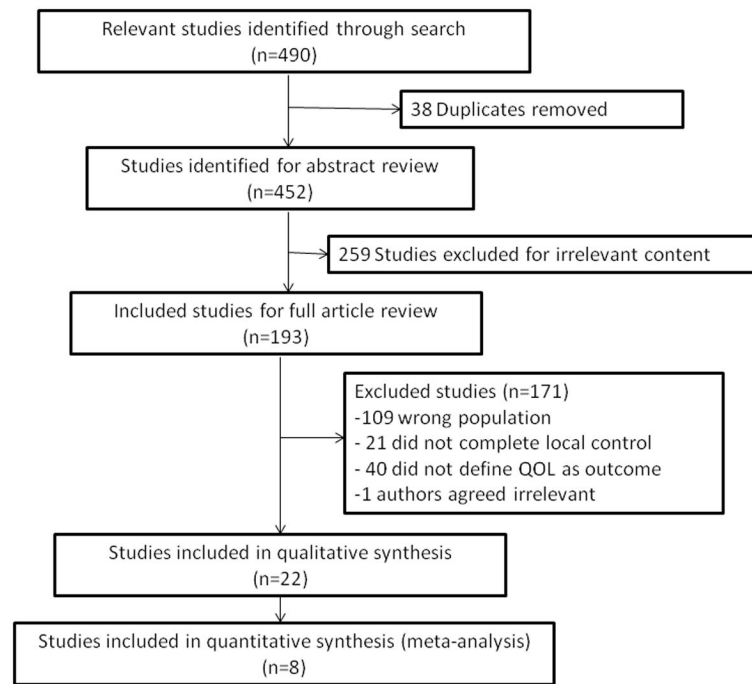 Relevant studies identified through search
(n=490)
38 Duplicates removed
Studies identified for abstract review
(n=452)
259 Studies excluded for irrelevant content
Included studies for full article review
(n=193)
Excluded studies (n=171)
-109 wrong population
- 21 did not complete local control
- 40 did not define QOL as outcome
-1 authors agreed irrelevant
Studies included in qualitative synthesis
(n=22)
Studies included in quantitative synthesis (meta-analysis)
(n=8)